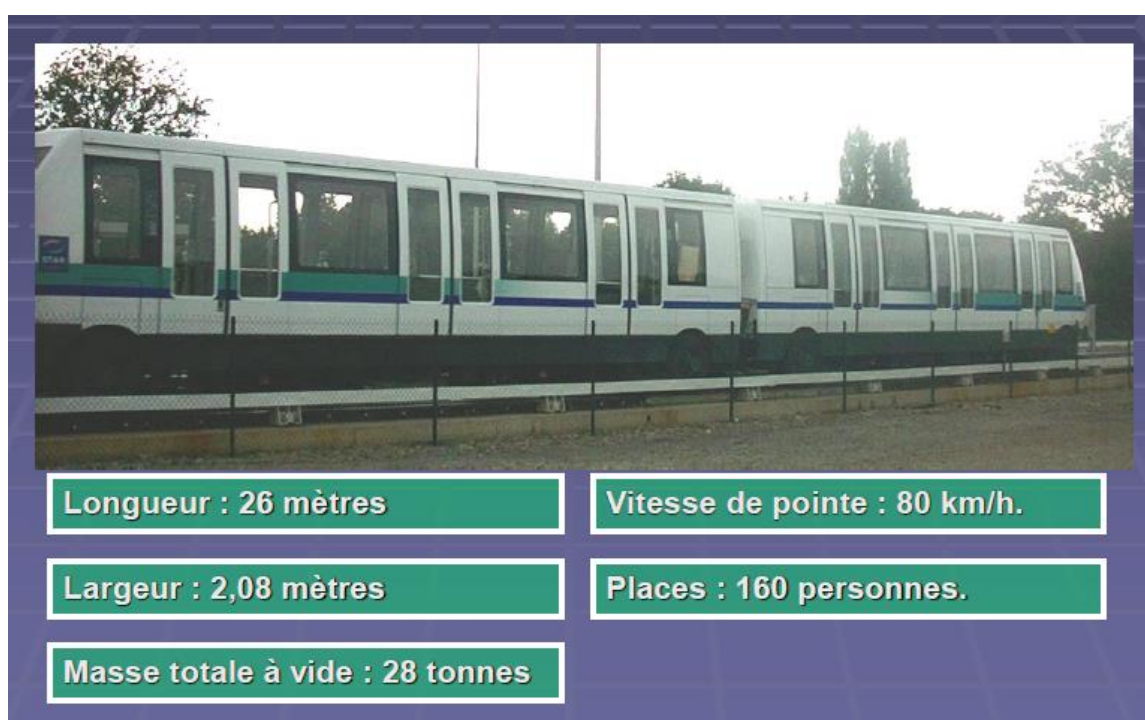 STAR
Longueur : 26 mètres
Vitesse de pointe : 80 km/h.
Largeur : 2,08 mètres
Places : 160 personnes.
Masse totale à vide : 28 tonnes